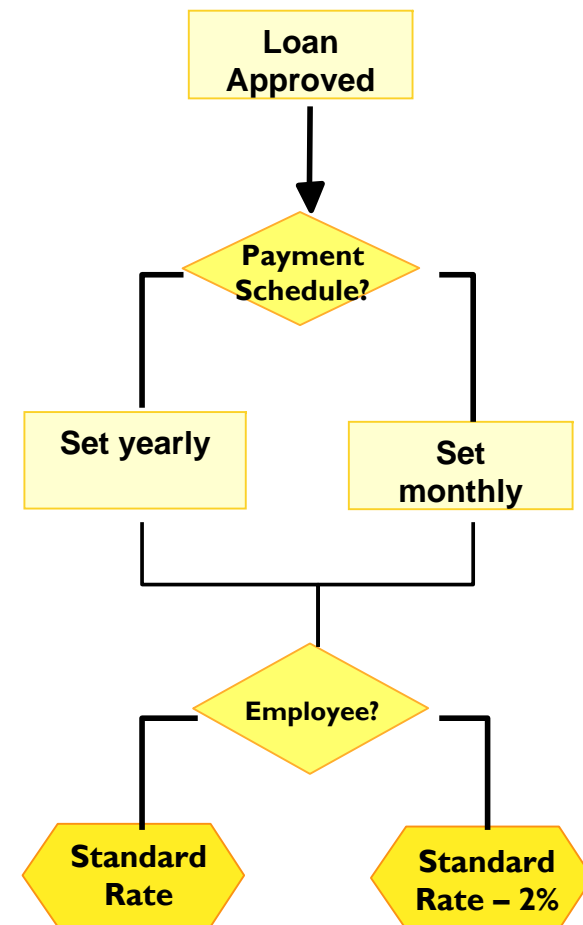 Loan
Approved
Payment
Schedule?
Set yearly
Set
monthly
Employee?
Standard
Rate
Standard
Rate – 2%